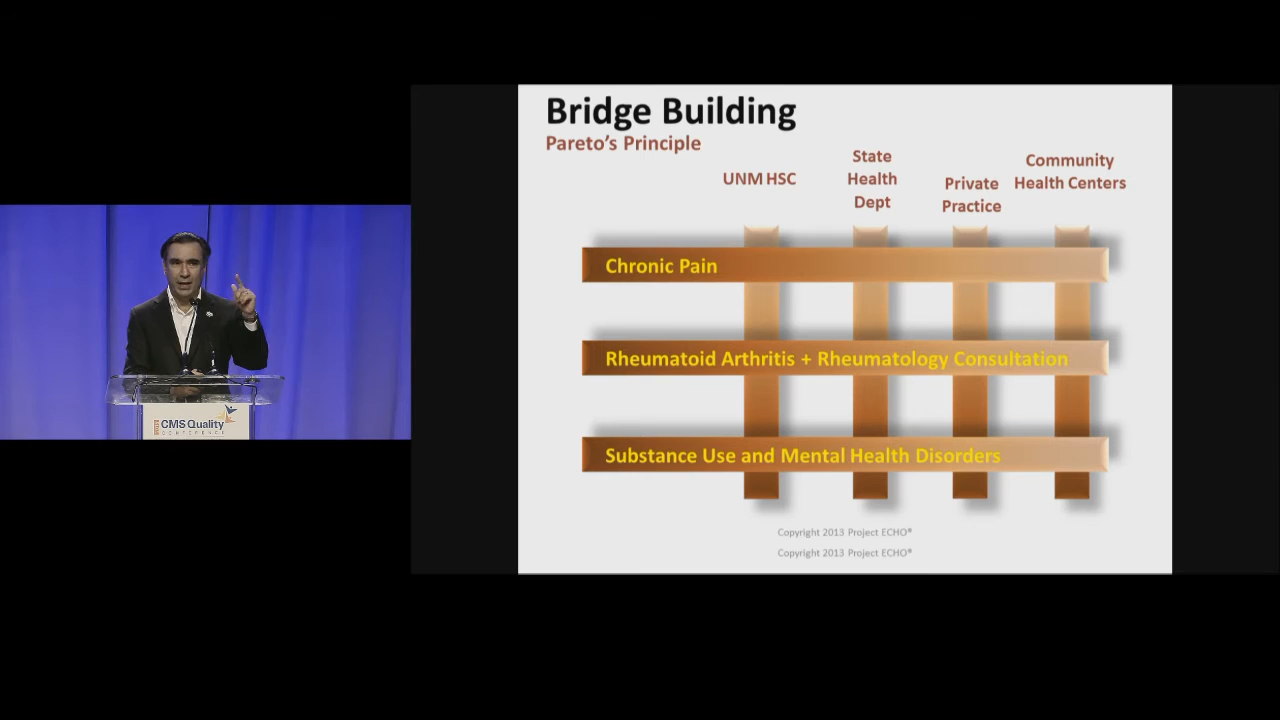 Bridge Building
Pareto's Principle
UNM HSC
State
Health
Dept
Private
Practice
Community
Health Centers
Chronic Pain
Rheumatoid Arthritis + Rheumatology Consultation
Substance Use and Mental Health Disorders
Copyright 2013 Project ECHO®
Copyright 2013 Project ECHO®
CMS Quality
CONFERENCE